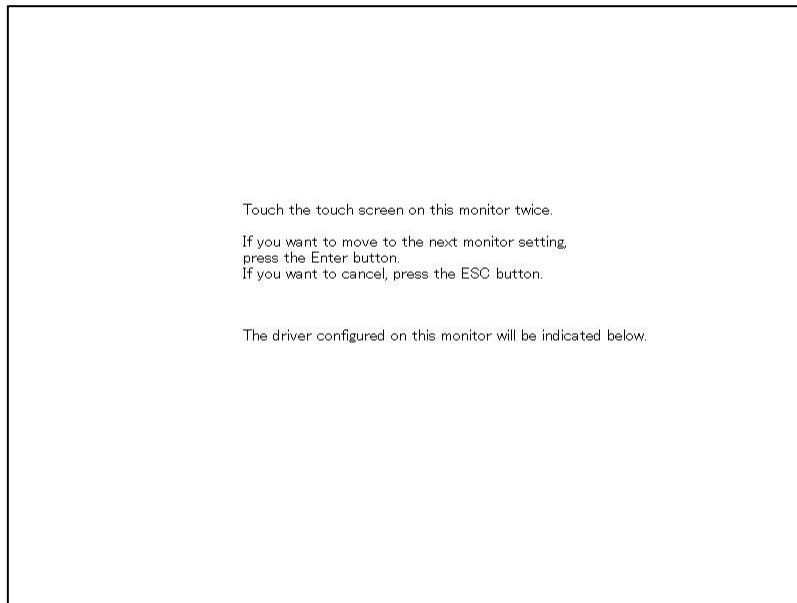 Touch the touch screen on this monitor twice.
If you want to move to the next monitor setting,
press the Enter button.
If you want to cancel, press the ESC button.
The driver configured on this monitor will be indicated below.